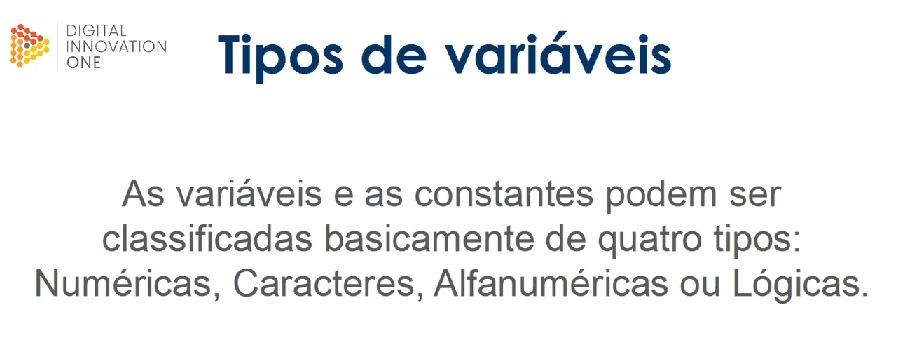 DIGITAL
INNOVATION
ONE
Tipos de variáveis
As variáveis e as constantes podem ser
classificadas basicamente de quatro tipos:
Numéricas, Caracteres, Alfanuméricas ou Lógicas.